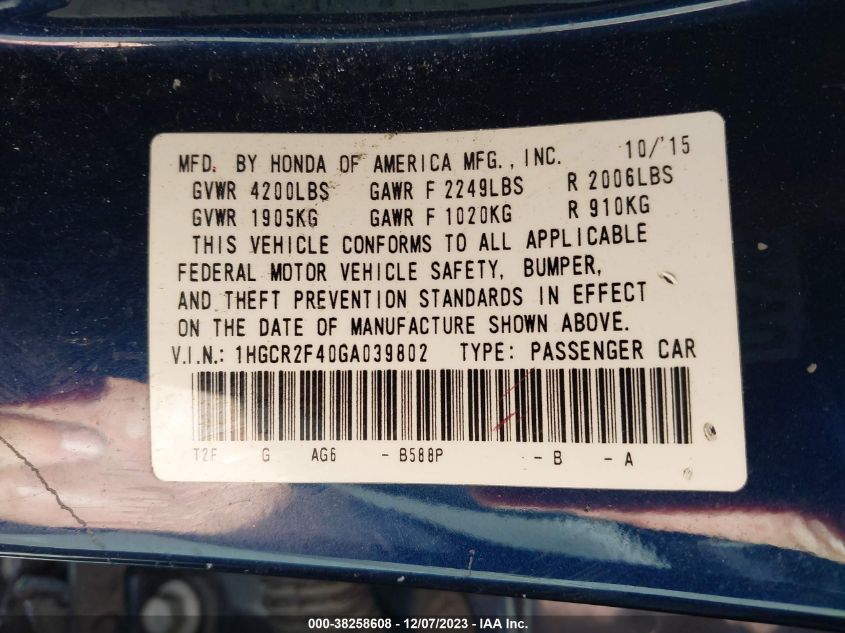 MFD. BY HONDA OF AMERICA MFG., INC. 10/'15
GVWR 4200LBS GAWR F 2249LBS R 2006LBS
GVWR 1905KG GAWR F 1020KG R 910KG
THIS VEHICLE CONFORMS TO ALL APPLICABLE
FEDERAL MOTOR VEHICLE SAFETY, BUMPER,
AND THEFT PREVENTION STANDARDS IN EFFECT
ON THE DATE OF MANUFACTURE SHOWN ABOVE.
V.I.N.: 1HGCR2F40GA039802 TYPE: PASSENGER CAR
T2F G AG6 - B588P - B - A
000-38258608 - 12/07/2023 - IAA Inc.